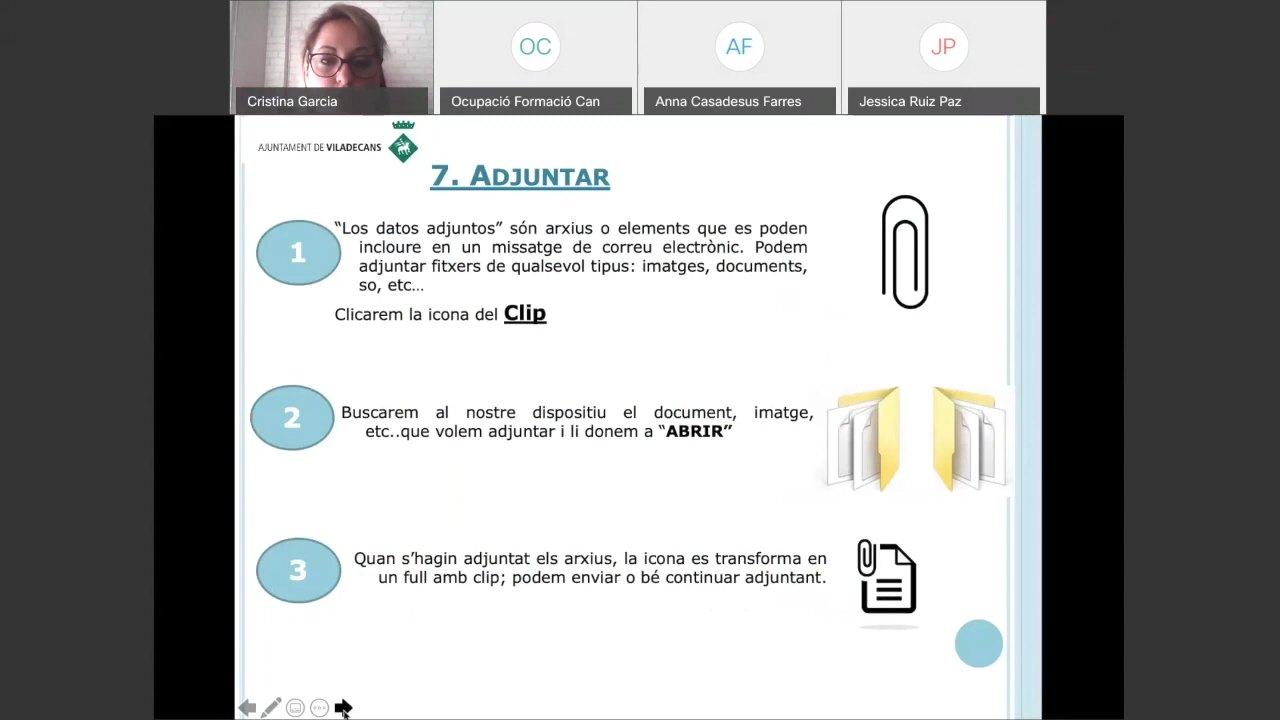 OC
AF
JP
Cristina Garcia
Ocupació Formació Can
Anna Casadesus Farres
Jessica Ruiz Paz
AJUNTAMENT DE VILADECANS
7. ADJUNTAR
1
“Los datos adjuntos” són arxius o elements que es poden
incloure en un missatge de correu electrònic. Podem
adjuntar fitxers de qualsevol tipus: imatges, documents,
so, etc…
Clicarem la icona del Clip
2
Buscarem al nostre dispositiu el document, imatge,
etc..que volem adjuntar i li donem a “ABRIR”
3
Quan s’hagin adjuntat els arxius, la icona es transforma en
un full amb clip; podem enviar o bé continuar adjuntant.